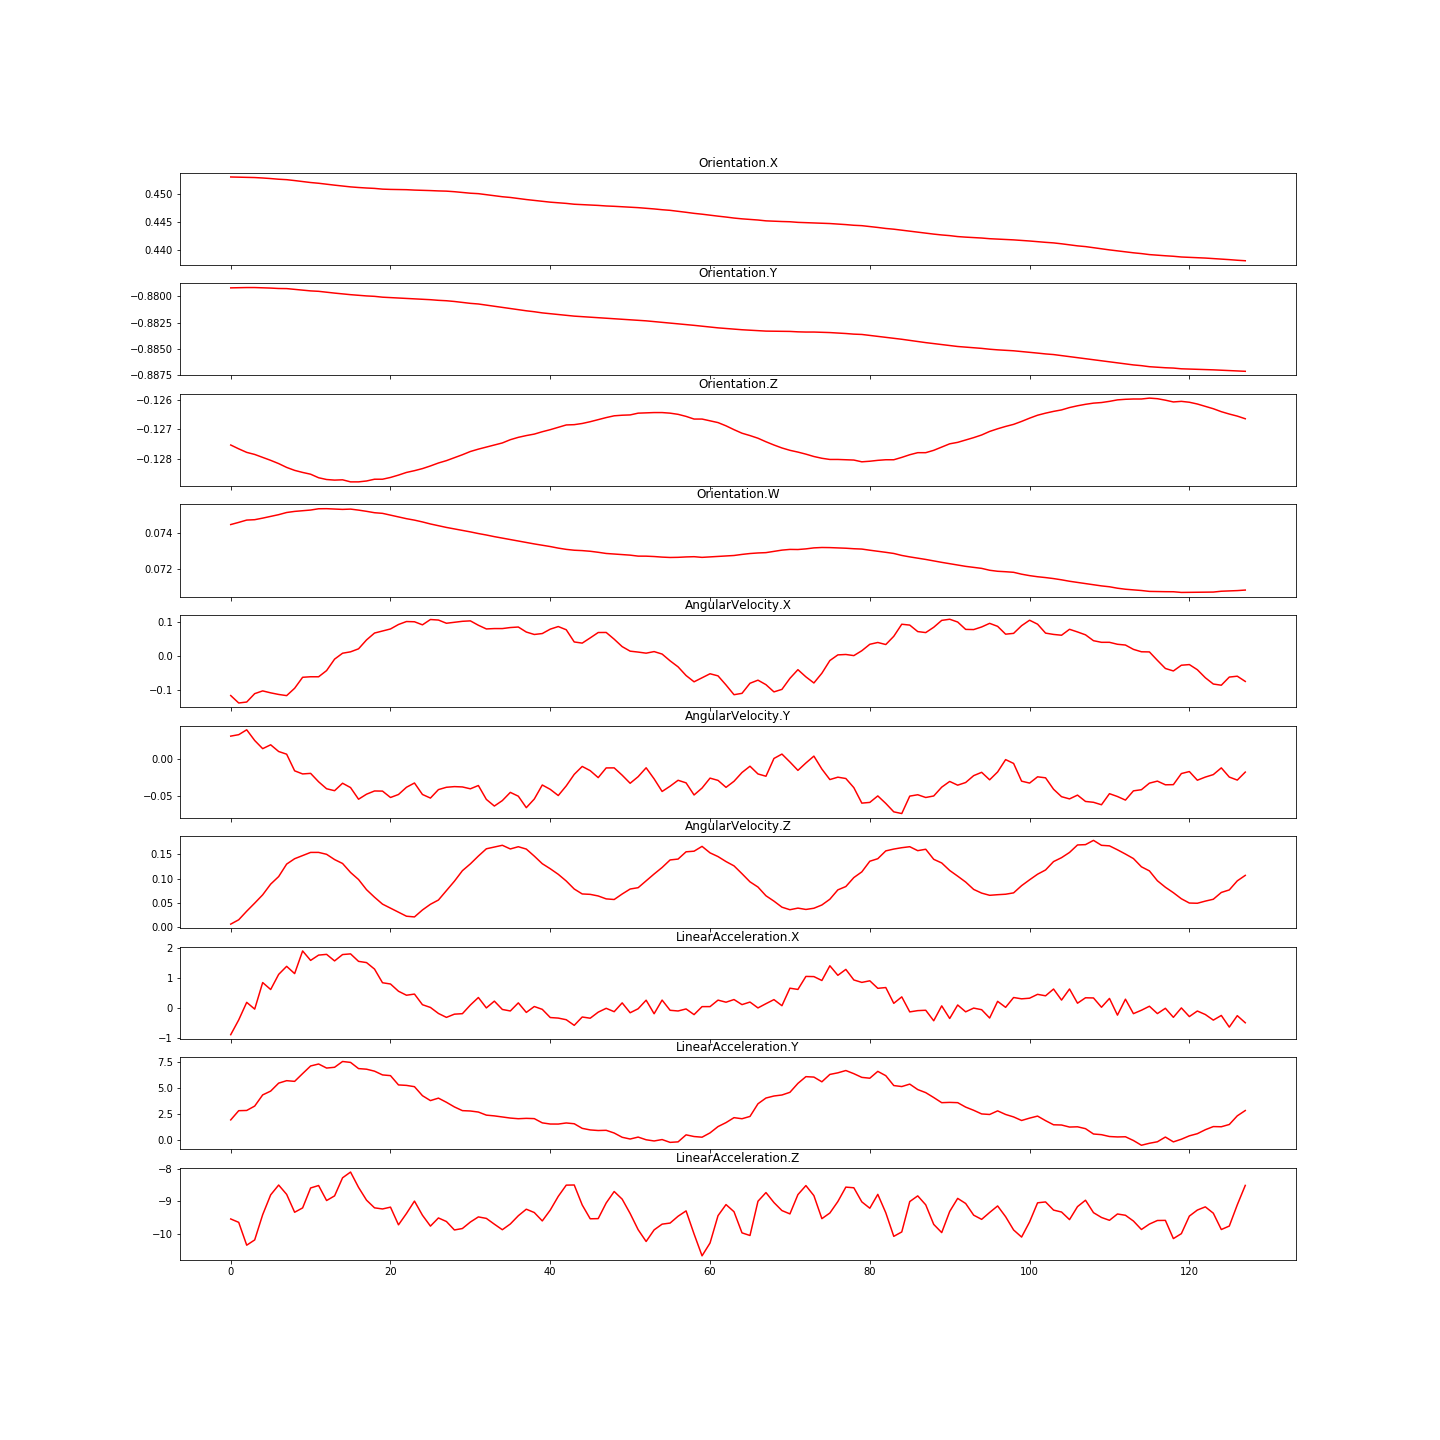 Orientation.X
0.450
0.445
0.440
Orientation.Y
−0.8800
−0.8825
−0.8850
−0.8875
Orientation.Z
−0.126
−0.127
−0.128
Orientation.W
0.074
0.072
AngularVelocity.X
0.1
0.0
−0.1
AngularVelocity.Y
0.00
−0.05
AngularVelocity.Z
0.15
0.10
0.05
0.00
LinearAcceleration.X
2
1
0
−1
LinearAcceleration.Y
7.5
5.0
2.5
0.0
LinearAcceleration.Z
−8
−9
−10
0 20 40 60 80 100 120